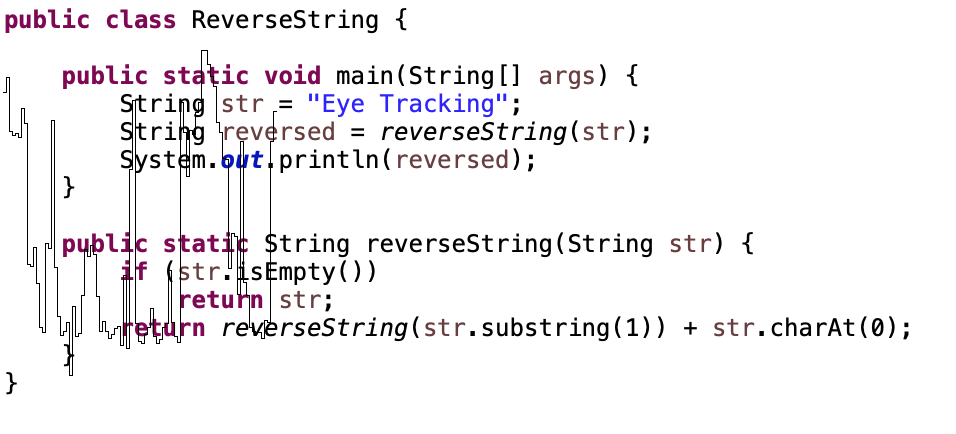 public class ReverseString {
public static void main(String[] args) {
String str = "Eye Tracking";
String reversed = reverseString(str);
System.out.println(reversed);
}
public static String reverseString(String str) {
if (str.isEmpty())
return str;
return reverseString(str.substring(1)) + str.charAt(0);
}
}